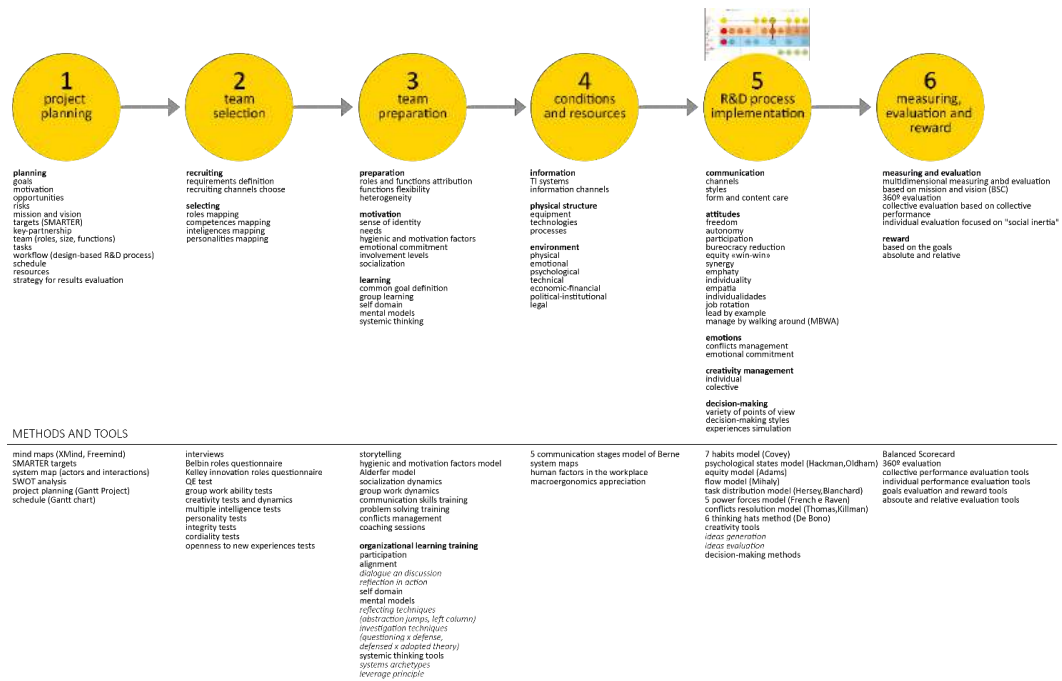 1
project
planning
2
team
selection
3
team
preparation
4
conditions
and resources
5
R&D process
implementation
6
measuring,
evaluation and
reward
planning
goals
motivation
opportunities
risks
mission and vision
targets (SMARTER)
key-partnership
team (roles, size, functions)
tasks
workflow (design-based R&D process)
schedule
resources
strategy for results evaluation
recruiting
requirements definition
recruiting channels choose
selecting
roles mapping
competences mapping
inteligences mapping
personalities mapping
preparation
roles and functions attribution
functions flexibility
heterogeneity
motivation
sense of identity
needs
hygienic and motivation factors
emotional commitment
involvement levels
socialization
learning
common goal definition
group learning
self domain
mental models
systemic thinking
information
TI systems
information channels
physical structure
equipment
technologies
processes
environment
physical
emotional
psychological
technical
economic-financial
political-institutional
legal
communication
channels
styles
form and content care
attitudes
freedom
autonomy
participation
bureocracy reduction
equity «win-win»
synergy
emphaty
individuality
empatia
individualidades
job rotation
lead by example
manage by walking around (MBWA)
emotions
conflicts management
emotional commitment
creativity management
individual
colective
decision-making
variety of points of view
decision-making styles
experiences simulation
measuring and evaluation
multidimensional measuring anbd evaluation
based on mission and vision (BSC)
360º evaluation
collective evaluation based on collective
performance
individual evaluation focused on "social inertia"
reward
based on the goals
absolute and relative
METHODS AND TOOLS
mind maps (XMind, Freemind)
SMARTER targets
system map (actors and interactions)
SWOT analysis
project planning (Gantt Project)
schedule (Gantt chart)
interviews
Belbin roles questionnaire
Kelley innovation roles questionnaire
QE test
group work ability tests
creativity tests and dynamics
multiple intelligence tests
personality tests
integrity tests
cordiality tests
openness to new experiences tests
storytelling
hygienic and motivation factors model
Alderfer model
socialization dynamics
group work dynamics
communication skills training
problem solving training
conflicts management
coaching sessions
organizational learning training
participation
alignment
dialogue an discussion
reflection in action
self domain
mental models
reflecting techniques
(abstraction jumps, left column)
investigation techniques
(questioning x defense,
defensed x adopted theory)
systemic thinking tools
systems archetypes
leverage principle
5 communication stages model of Berne
system maps
human factors in the workplace
macroergonomics appreciation
7 habits model (Covey)
psychological states model (Hackman,Oldham)
equity model (Adams)
flow model (Mihaly)
task distribution model (Hersey,Blanchard)
5 power forces model (French e Raven)
conflicts resolution model (Thomas,Killman)
6 thinking hats method (De Bono)
creativity tools
ideas generation
ideas evaluation
decision-making methods
Balanced Scorecard
360º evaluation
collective performance evaluation tools
individual performance evaluation tools
goals evaluation and reward tools
absoute and relative evaluation tools